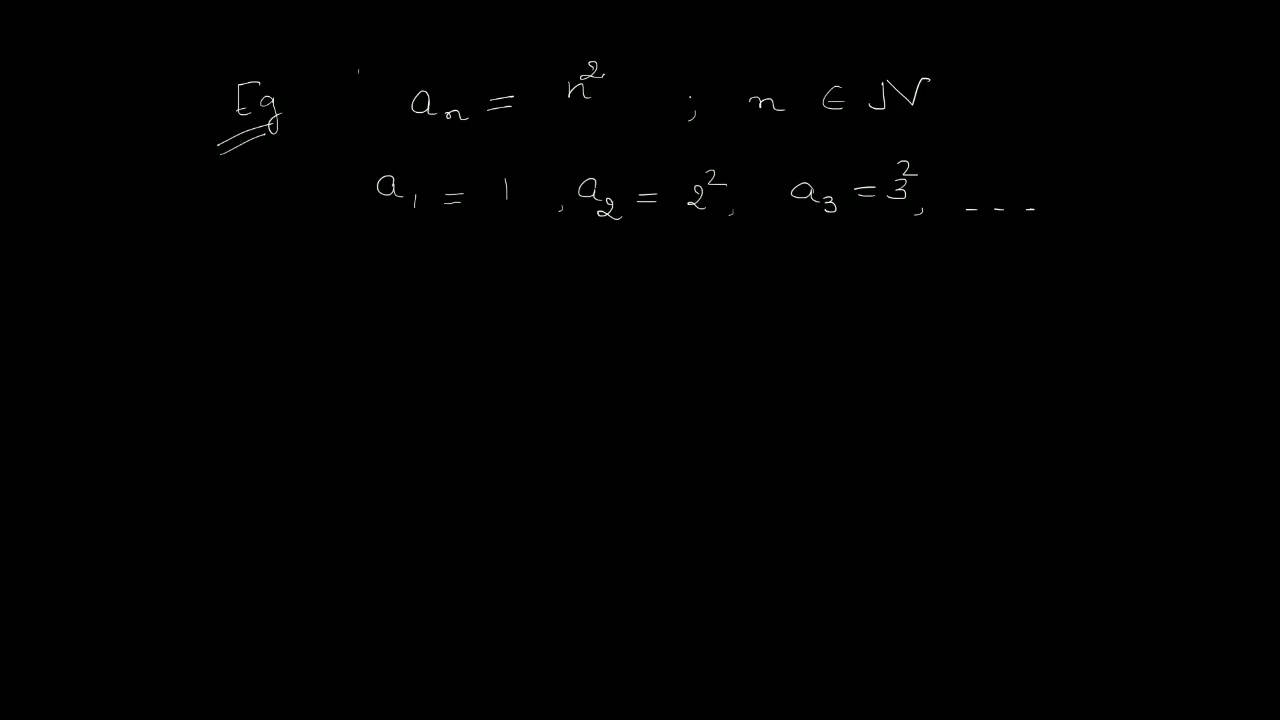 Eg aₙ = n² ; n ∈ ℕ
a₁ = 1 , a₂ = 2², a₃ = 3², - - -